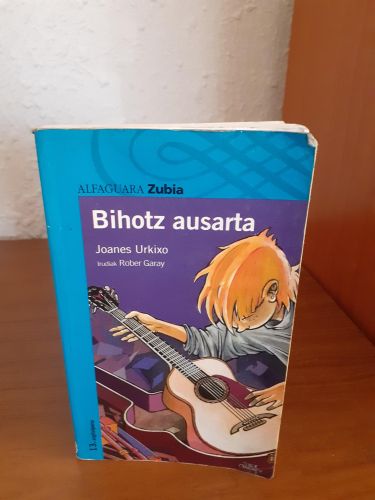 ALFAGUARA Zubia
Bihotz ausarta
Joanes Urkixo
Irudiak Rober Garay